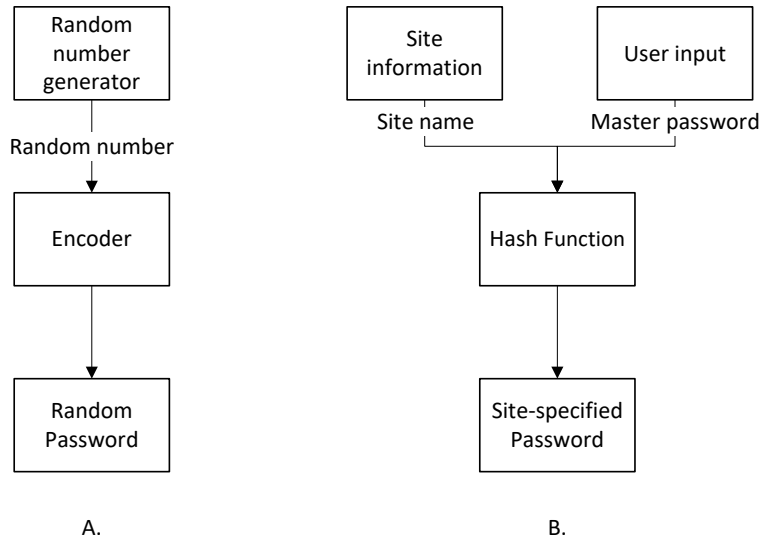 Random
number
generator
Random number
Encoder
Random
Password
A.
Site
information
User input
Site name
Master password
Hash Function
Site-specified
Password
B.